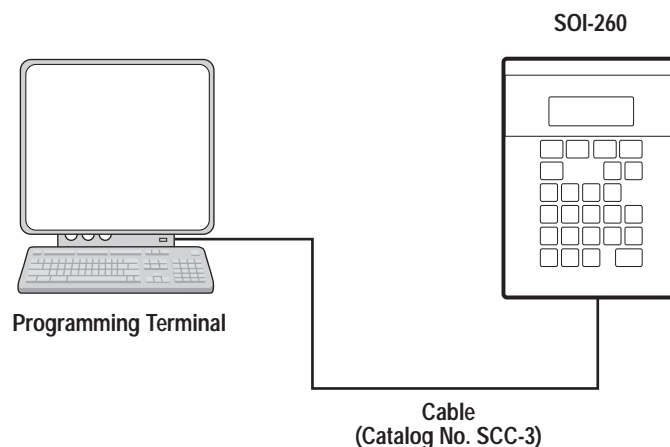 SOI-260
Programming Terminal
Cable
(Catalog No. SCC-3)